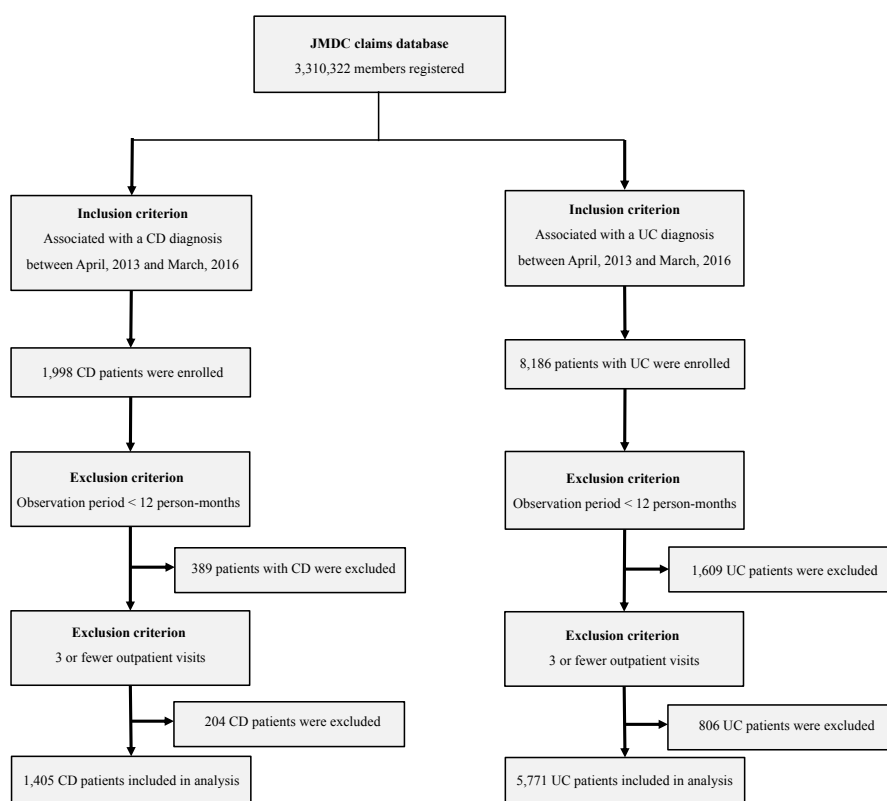 JMDC claims database
3,310,322 members registered
Inclusion criterion
Associated with a CD diagnosis
between April, 2013 and March, 2016
1,998 CD patients were enrolled
Exclusion criterion
Observation period < 12 person-months
389 patients with CD were excluded
Exclusion criterion
3 or fewer outpatient visits
204 CD patients were excluded
1,405 CD patients included in analysis
Inclusion criterion
Associated with a UC diagnosis
between April, 2013 and March, 2016
8,186 patients with UC were enrolled
Exclusion criterion
Observation period < 12 person-months
1,609 UC patients were excluded
Exclusion criterion
3 or fewer outpatient visits
806 UC patients were excluded
5,771 UC patients included in analysis